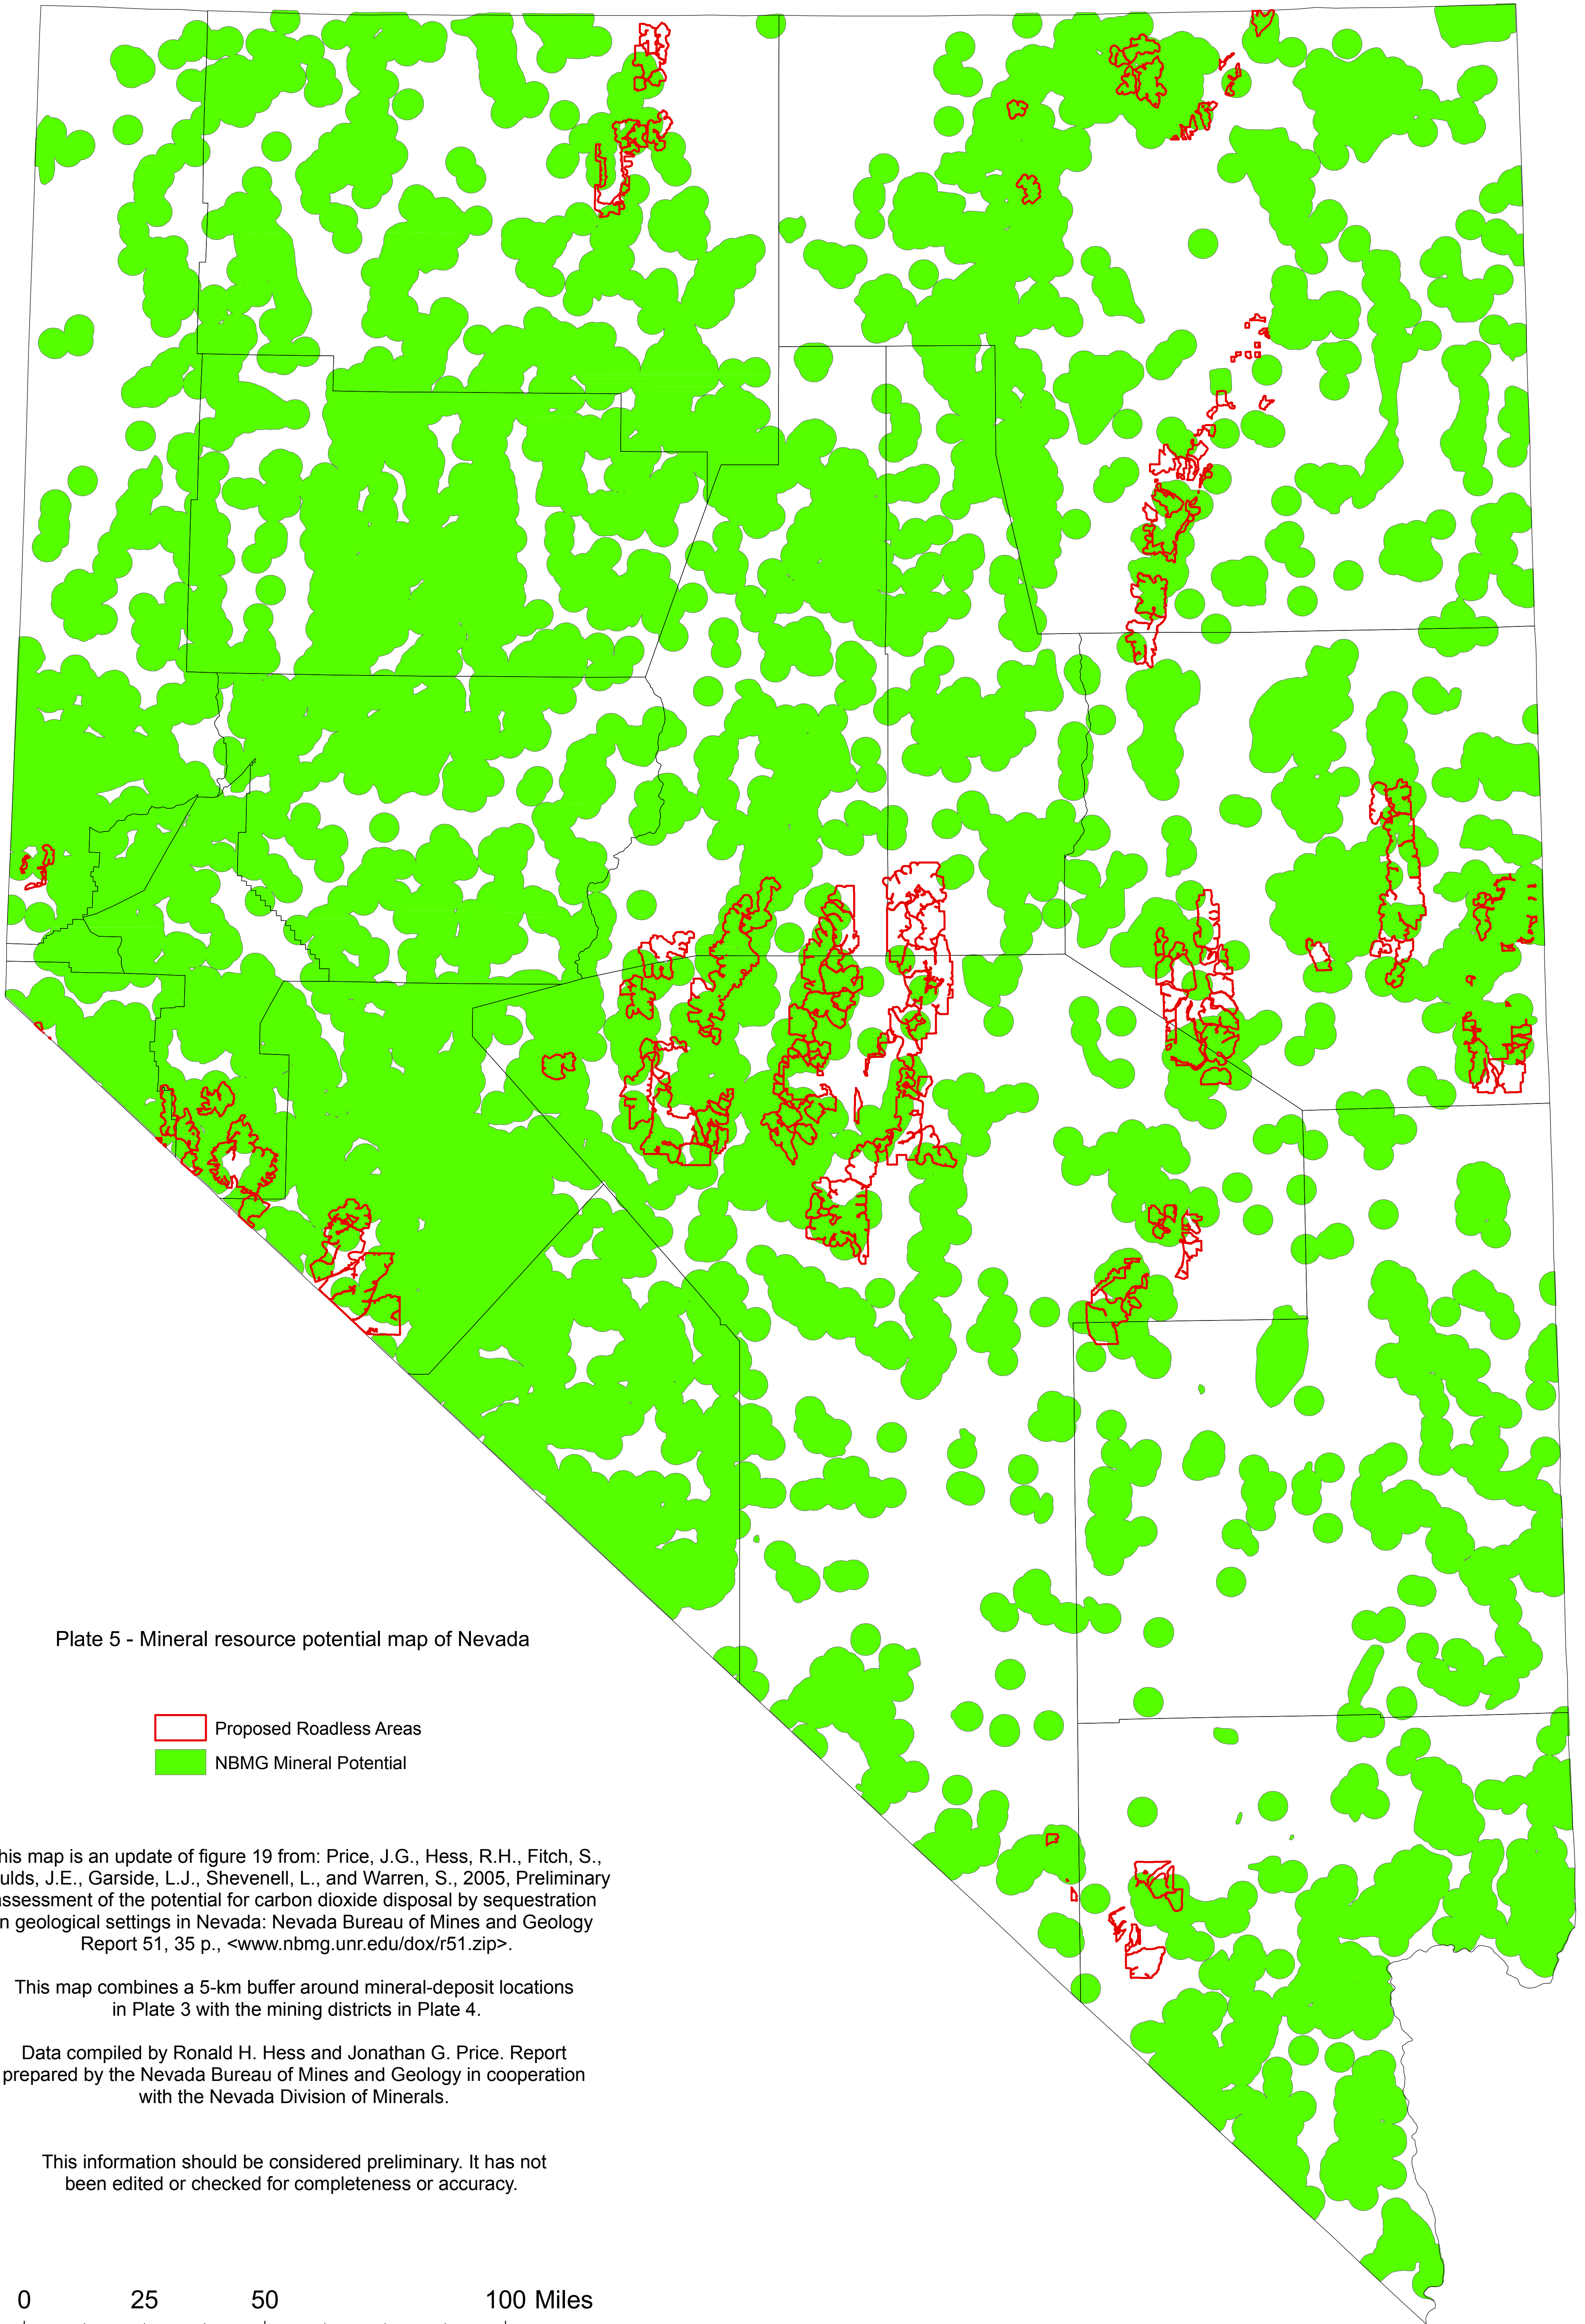 Plate 5 - Mineral resource potential map of Nevada
Proposed Roadless Areas
NBMG Mineral Potential
his map is an update of figure 19 from: Price, J.G., Hess, R.H., Fitch, S.,
ulds, J.E., Garside, L.J., Shevenell, L., and Warren, S., 2005, Preliminary
assessment of the potential for carbon dioxide disposal by sequestration
n geological settings in Nevada: Nevada Bureau of Mines and Geology
Report 51, 35 p., <www.nbmg.unr.edu/dox/r51.zip>.
This map combines a 5-km buffer around mineral-deposit locations
in Plate 3 with the mining districts in Plate 4.
Data compiled by Ronald H. Hess and Jonathan G. Price. Report
prepared by the Nevada Bureau of Mines and Geology in cooperation
with the Nevada Division of Minerals.
This information should be considered preliminary. It has not
been edited or checked for completeness or accuracy.
0 25 50 100 Miles